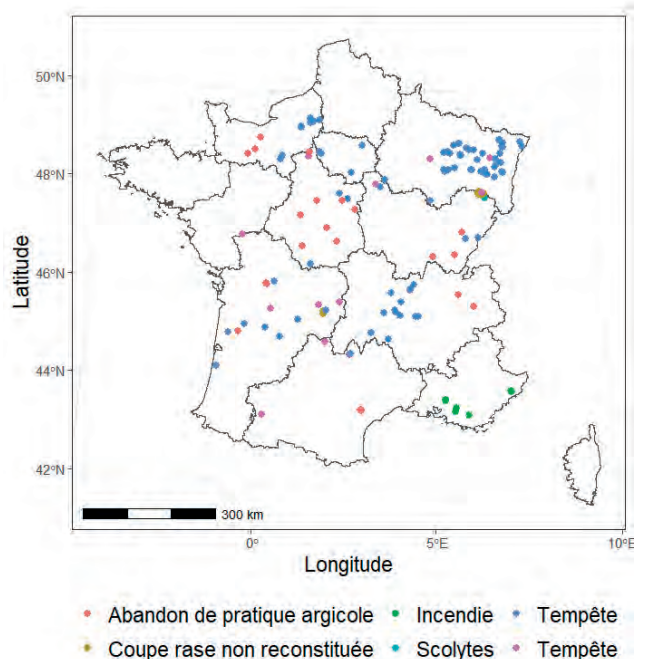 50°N
48°N
46°N
44°N
42°N
Latitude
300 km
0° 5°E 10°E
Longitude
Abandon de pratique argicole Incendie Tempête
Coupe rase non reconstituée Scolytes Tempête